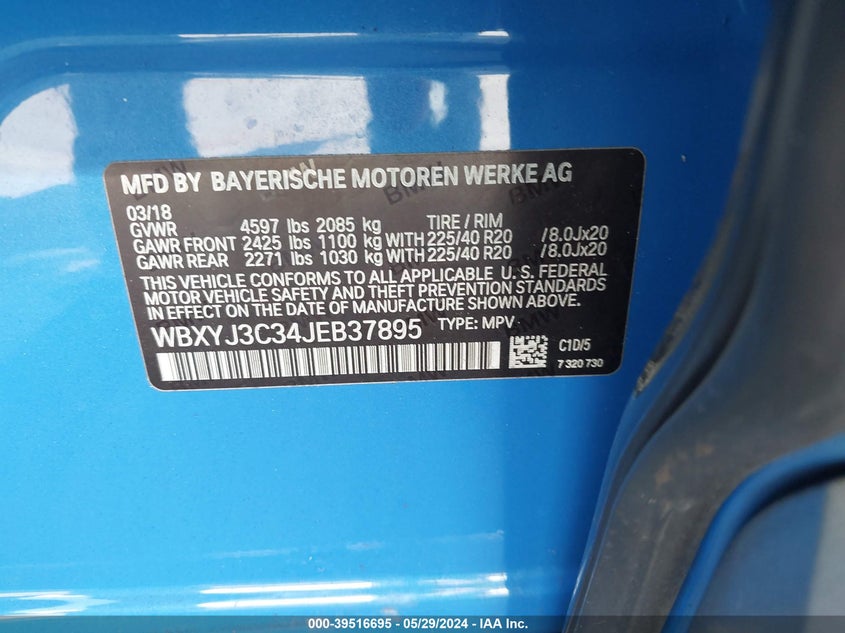 MFD BY BAYERISCHE MOTOREN WERKE AG
03/18
GVWR 4597 lbs 2085 kg TIRE / RIM
GAWR FRONT 2425 lbs 1100 kg WITH 225/40 R20 /8.0Jx20
GAWR REAR 2271 lbs 1030 kg WITH 225/40 R20 /8.0Jx20
THIS VEHICLE CONFORMS TO ALL APPLICABLE U. S. FEDERAL
MOTOR VEHICLE SAFETY AND THEFT PREVENTION STANDARDS
IN EFFECT ON THE DATE OF MANUFACTURE SHOWN ABOVE.
WBXYJ3C34JEB37895 TYPE: MPV
C1D/5
7 320 730
000-39516695 - 05/29/2024 - IAA Inc.